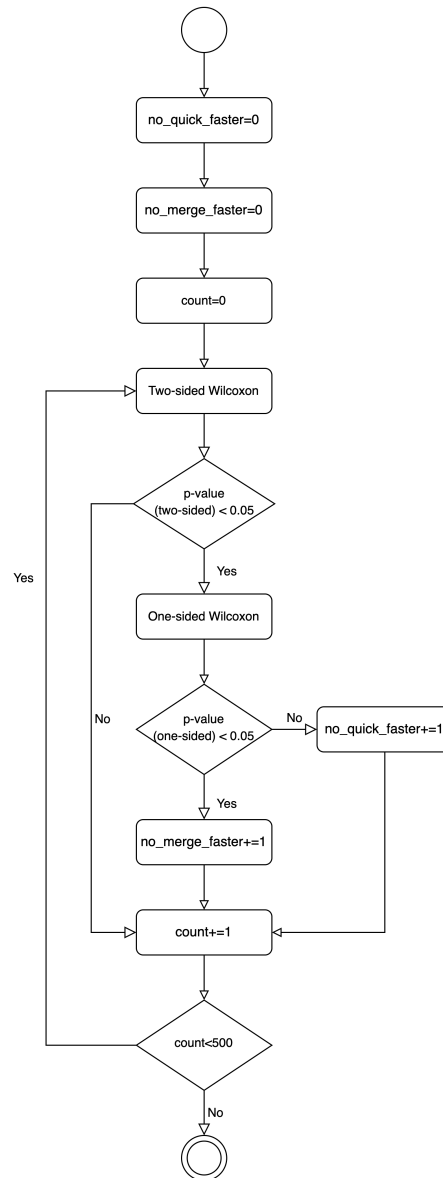 no_quick_faster=0
no_merge_faster=0
count=0
Two-sided Wilcoxon
p-value
(two-sided) < 0.05
Yes
Yes
One-sided Wilcoxon
No
p-value
(one-sided) < 0.05
No
no_quick_faster+=1
Yes
no_merge_faster+=1
count+=1
count<500
No